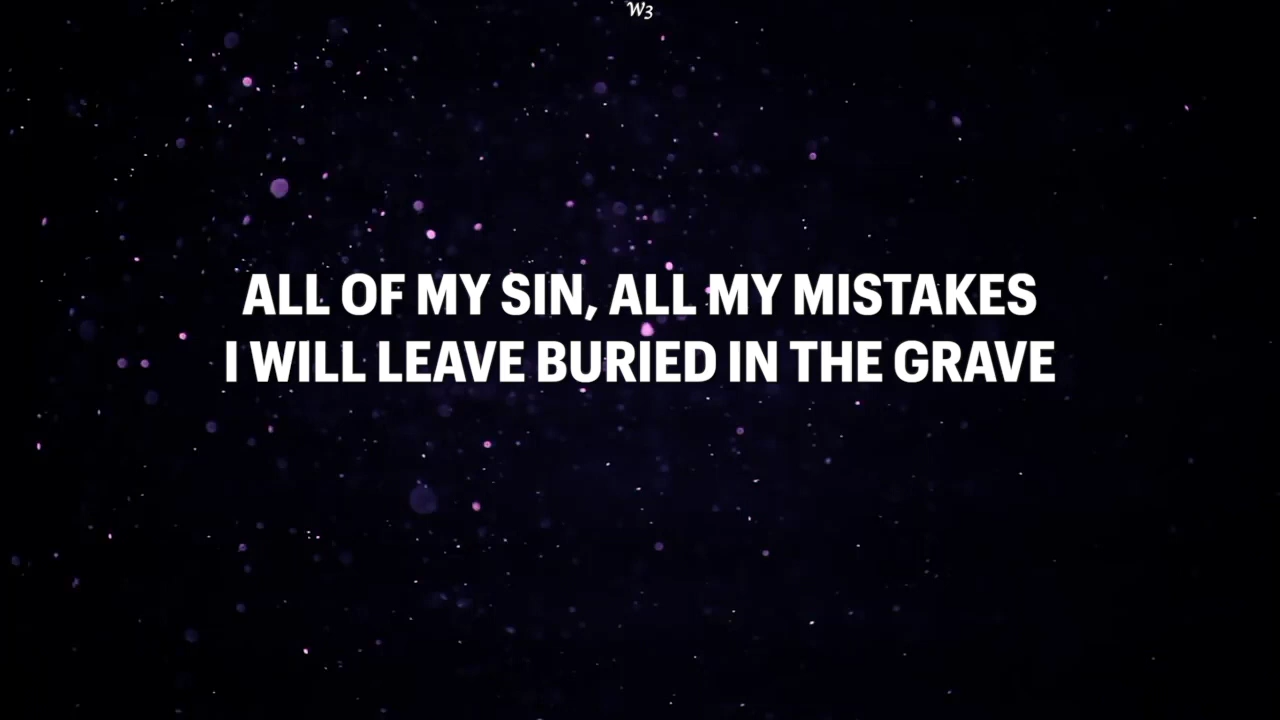 W3
ALL OF MY SIN, ALL MY MISTAKES
I WILL LEAVE BURIED IN THE GRAVE